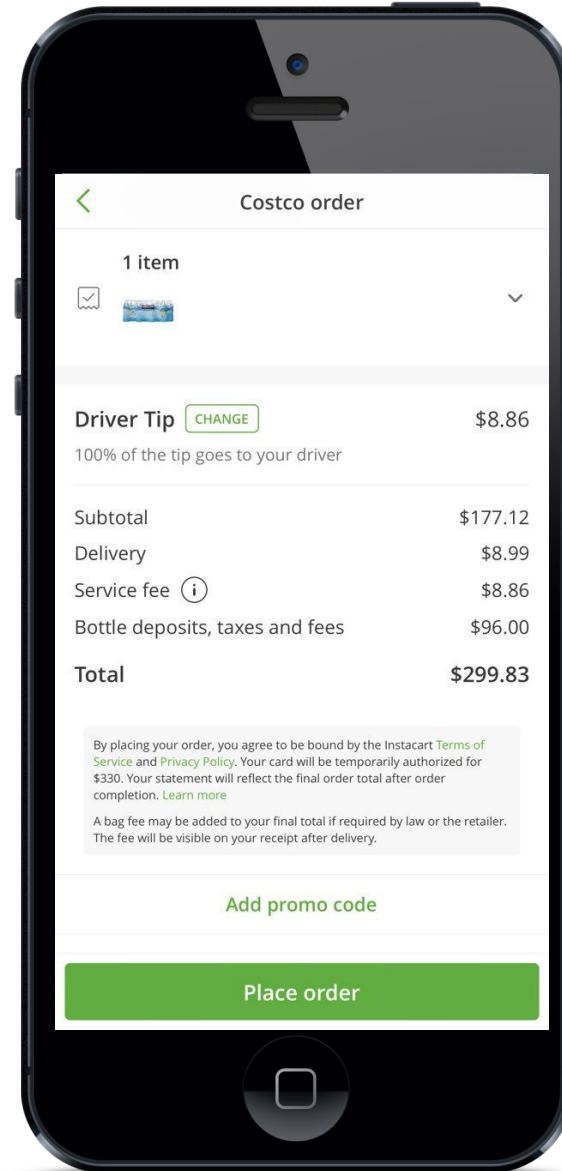 Costco order
1 item
Driver Tip CHANGE $8.86
100% of the tip goes to your driver
Subtotal $177.12
Delivery $8.99
Service fee i $8.86
Bottle deposits, taxes and fees $96.00
Total $299.83
By placing your order, you agree to be bound by the Instacart Terms of
Service and Privacy Policy. Your card will be temporarily authorized for
$330. Your statement will reflect the final order total after order
completion. Learn more
A bag fee may be added to your final total if required by law or the retailer.
The fee will be visible on your receipt after delivery.
Add promo code
Place order